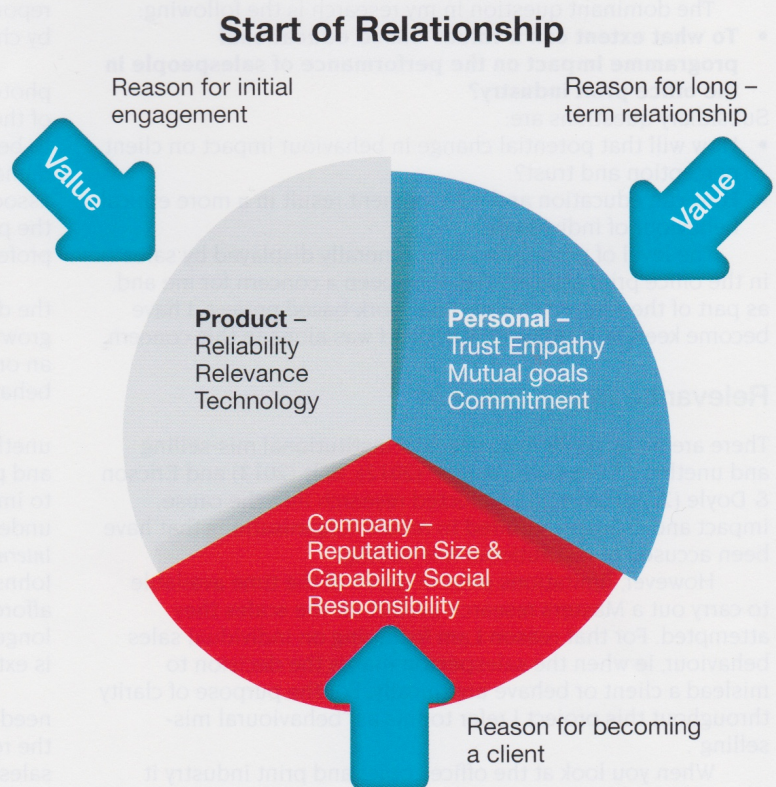 Start of Relationship
Reason for initial
engagement
Reason for long –
term relationship
Value
Value
Product –
Reliability
Relevance
Technology
Personal –
Trust Empathy
Mutual goals
Commitment
Company –
Reputation Size &
Capability Social
Responsibility
Reason for becoming
a client